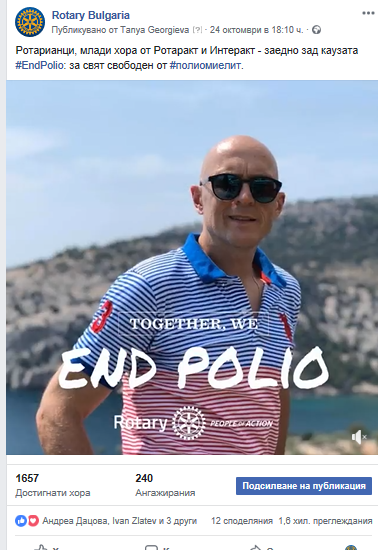 Rotary Bulgaria
Публикувано от Tanya Georgieva [?] · 24 октомври в 18:10 ч. ·
Ротарианци, млади хора от Ротаракт и Интеракт - заедно зад каузата
#EndPolio: за свят свободен от #полиомиелит.
TOGETHER, WE
END POLIO
Rotary PEOPLE OF ACTION
1657
Достигнати хора
240
Ангажирания
Подсилване на публикация
Андреа Дацова, Ivan Zlatev и 3 други
12 споделяния 1,6 хил. преглеждания